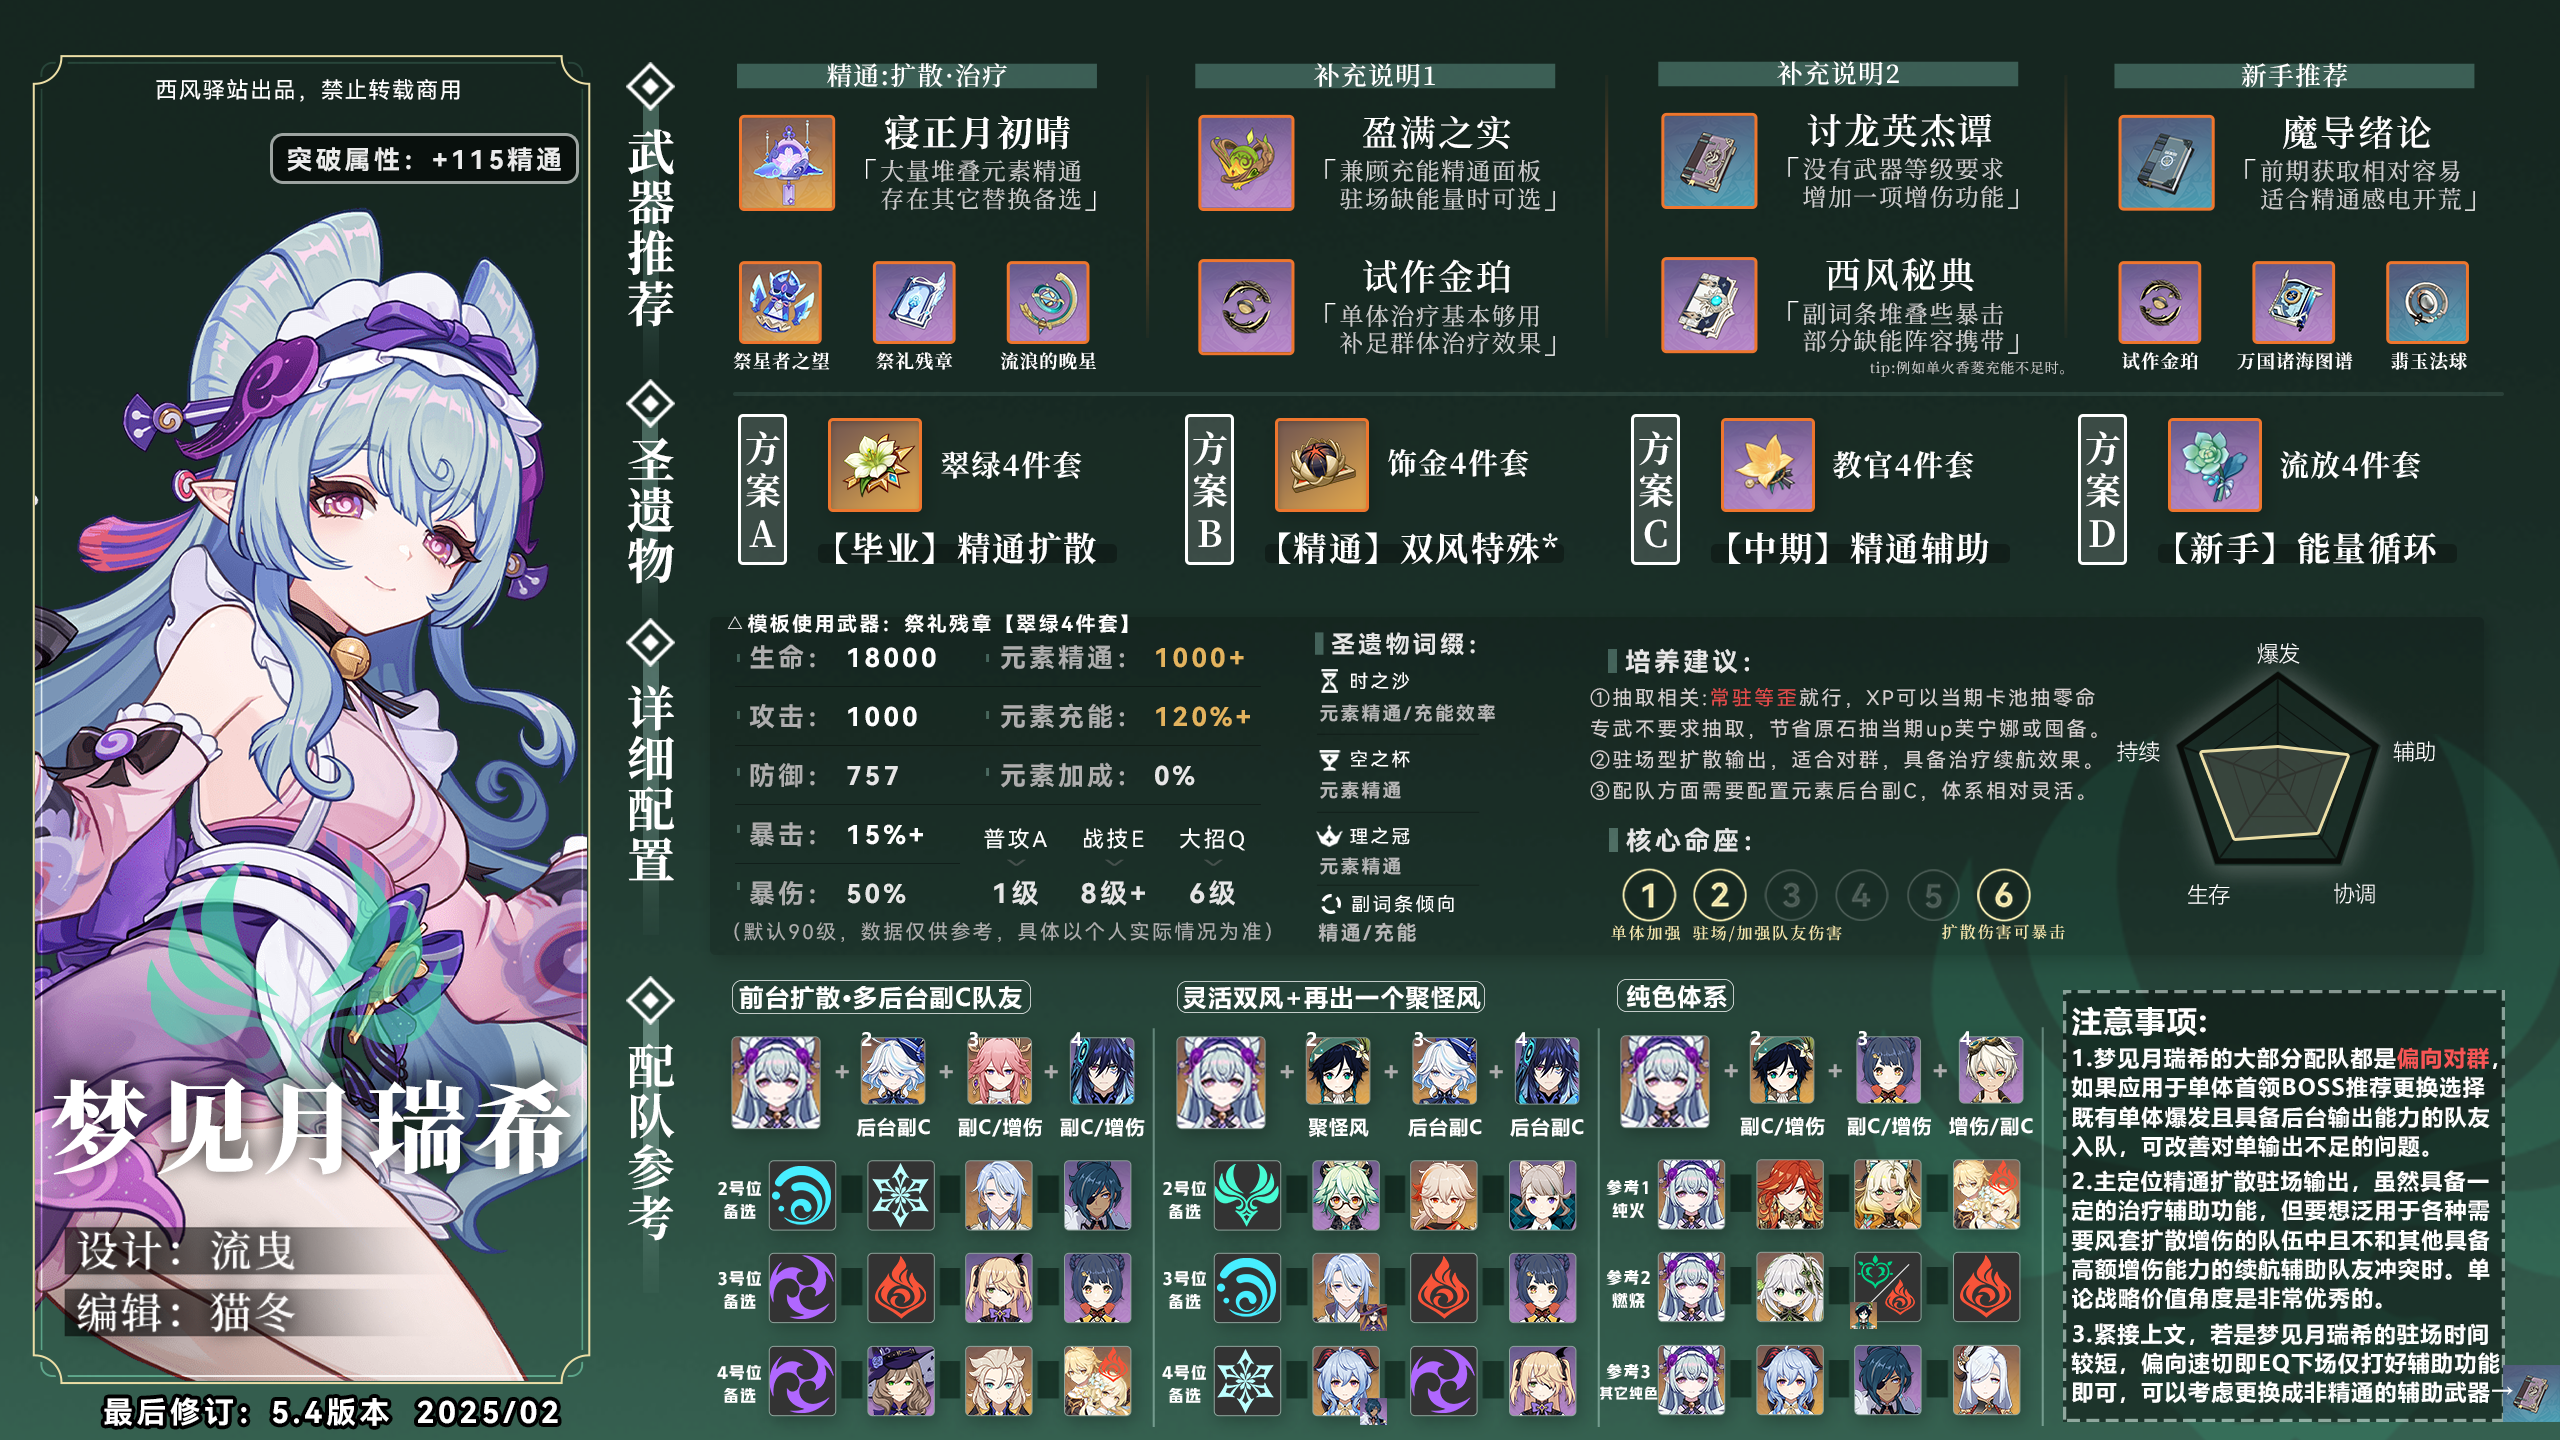 西风驿站出品，禁止转载商用
突破属性：+115精通
梦见月瑞希
设计：流曳
编辑：猫冬
最后修订：5.4版本 2025/02
武器推荐
精通:扩散·治疗
寝正月初晴
「大量堆叠元素精通
存在其它替换备选」
祭星者之望
祭礼残章
流浪的晚星
补充说明1
盈满之实
「兼顾充能精通面板
驻场缺能量时可选」
试作金珀
「单体治疗基本够用
补足群体治疗效果」
补充说明2
讨龙英杰谭
「没有武器等级要求
增加一项增伤功能」
西风秘典
「副词条堆叠些暴击
部分缺能阵容携带」
tip:例如单火香菱充能不足时。
新手推荐
魔导绪论
「前期获取相对容易
适合精通感电开荒」
试作金珀
万国诸海图谱
翡玉法球
圣遗物
方案A
翠绿4件套
【毕业】精通扩散
方案B
饰金4件套
【精通】双风特殊*
方案C
教官4件套
【中期】精通辅助
方案D
流放4件套
【新手】能量循环
详细配置
△模板使用武器：祭礼残章【翠绿4件套】
生命： 18000 元素精通： 1000+
攻击： 1000 元素充能： 120%+
防御： 757 元素加成： 0%
暴击： 15%+ 普攻A 战技E 大招Q
暴伤： 50% 1级 8级+ 6级
(默认90级，数据仅供参考，具体以个人实际情况为准)
圣遗物词缀：
时之沙
元素精通/充能效率
空之杯
元素精通
理之冠
元素精通
副词条倾向
精通/充能
培养建议：
①抽取相关:常驻等歪就行，XP可以当期卡池抽零命
专武不要求抽取，节省原石抽当期up芙宁娜或囤备。
②驻场型扩散输出，适合对群，具备治疗续航效果。
③配队方面需要配置元素后台副C，体系相对灵活。
核心命座：
1 2 3 4 5 6
单体加强 驻场/加强队友伤害 扩散伤害可暴击
爆发
辅助
协调
生存
持续
配队参考
前台扩散•多后台副C队友
+ 2 + 3 + 4
后台副C 副C/增伤 副C/增伤
2号位
备选
3号位
备选
4号位
备选
灵活双风+再出一个聚怪风
+ 2 + 3 + 4
聚怪风 后台副C 后台副C
2号位
备选
3号位
备选
4号位
备选
纯色体系
+ 2 + 3 + 4
副C/增伤 副C/增伤 增伤/副C
参考1
纯火
参考2
燃烧
参考3
其它纯色
注意事项:
1.梦见月瑞希的大部分配队都是偏向对群，
如果应用于单体首领BOSS推荐更换选择
既有单体爆发且具备后台输出能力的队友
入队，可改善对单输出不足的问题。
2.主定位精通扩散驻场输出，虽然具备一
定的治疗辅助功能，但要想泛用于各种需
要风套扩散增伤的队伍中且不和其他具备
高额增伤能力的续航辅助队友冲突时。单
论战略价值角度是非常优秀的。
3.紧接上文，若是梦见月瑞希的驻场时间
较短，偏向速切即EQ下场仅打好辅助功能
即可，可以考虑更换成非精通的辅助武器→